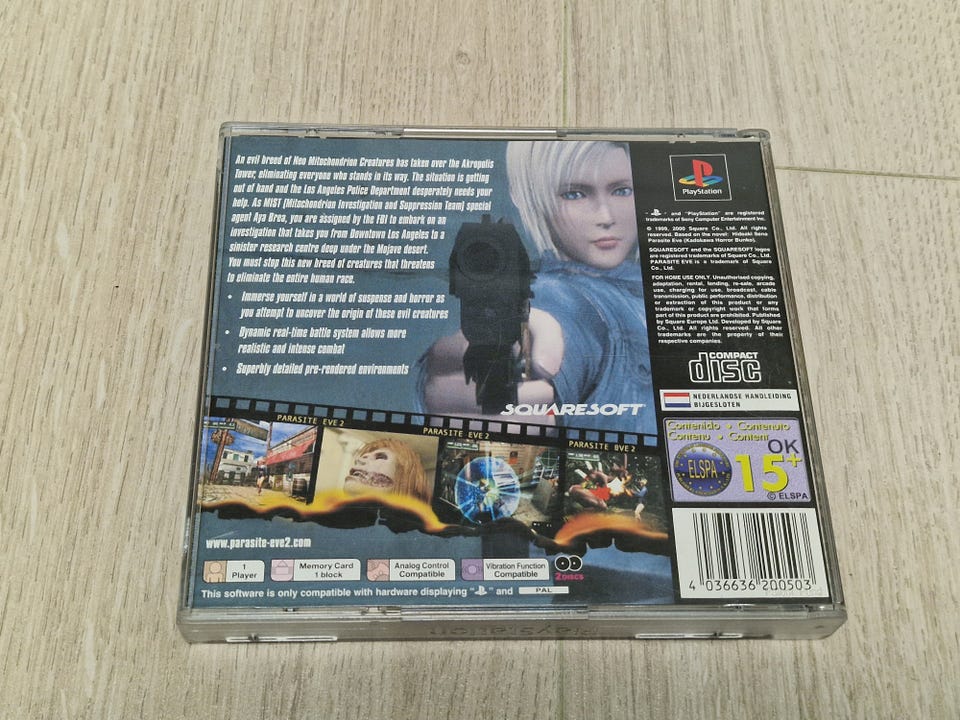 An evil breed of Neo Mitochondrion Creatures has taken over the Akropolis
Tower, eliminating everyone who stands in its way. The situation is getting
out of hand and the Los Angeles Police Department desperately needs your
help. As MIST (Mitochondrion Investigation and Suppression Team) special
agent Aya Brea, you are assigned by the FBI to embark on an
investigation that takes you from Downtown Los Angeles to a
sinister research centre deep under the Mojave desert.
You must stop this new breed of creatures that threatens
to eliminate the entire human race.
• Immerse yourself in a world of suspense and horror as
you attempt to uncover the origin of these evil creatures
• Dynamic real-time battle system allows more
realistic and intense combat
• Superbly detailed pre-rendered environments
SQUARESOFT
PARASITE EVE 2
PARASITE EVE 2
PARASITE EVE 2
www.parasite-eve2.com
1
Player
Memory Card
1 block
Analog Control
Compatible
Vibration Function
Compatible
2 DISCS
This software is only compatible with hardware displaying " " and PAL
PlayStation
" " and "PlayStation" are registered
trademarks of Sony Computer Entertainment Inc.
© 1999, 2000 Square Co., Ltd. All rights
reserved. Based on the novel: Hideaki Sena
Parasite Eve (Kadokawa Horror Bunko).
SQUARESOFT and the SQUARESOFT logos
are registered trademarks of Square Co., Ltd.
PARASITE EVE is a trademark of Square
Co., Ltd.
FOR HOME USE ONLY. Unauthorised copying,
adaptation, rental, lending, re-sale, arcade
use, charging for use, broadcast, cable
transmission, public performance, distribution
or extraction of this product or any
trademark or copyright work that forms
part of this product are prohibited. Published
by Square Europe Ltd. Developed by Square
Co., Ltd. All rights reserved. All other
trademarks are the property of their
respective companies.
COMPACT
disc
NEDERLANDSE HANDLEIDING
BIJGESLOTEN
Contenido • Contenuto
Contenu • Content
OK
ELSPA
15+
© ELSPA
4 036636 200503
PlayStation